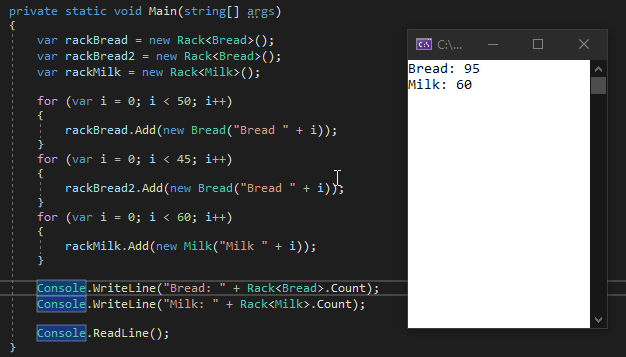 private static void Main(string[] args)
{
var rackBread = new Rack<Bread>();
var rackBread2 = new Rack<Bread>();
var rackMilk = new Rack<Milk>();
for (var i = 0; i < 50; i++)
{
rackBread.Add(new Bread("Bread " + i));
}
for (var i = 0; i < 45; i++)
{
rackBread2.Add(new Bread("Bread " + i));
}
for (var i = 0; i < 60; i++)
{
rackMilk.Add(new Milk("Milk " + i));
}
Console.WriteLine("Bread: " + Rack<Bread>.Count);
Console.WriteLine("Milk: " + Rack<Milk>.Count);
Console.ReadLine();
}
C:\...
Bread: 95
Milk: 60